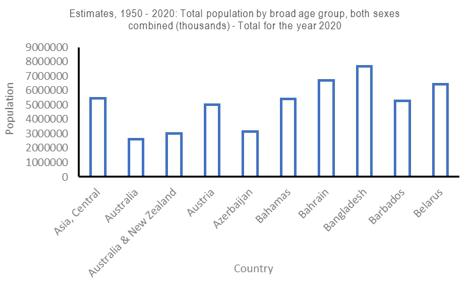 Estimates, 1950 - 2020: Total population by broad age group, both sexes
combined (thousands) - Total for the year 2020
9000000
8000000
7000000
6000000
5000000
4000000
3000000
2000000
1000000
0
Population
Asia, Central
Australia
Australia & New Zealand
Austria
Azerbaijan
Bahamas
Bahrain
Bangladesh
Barbados
Belarus
Country